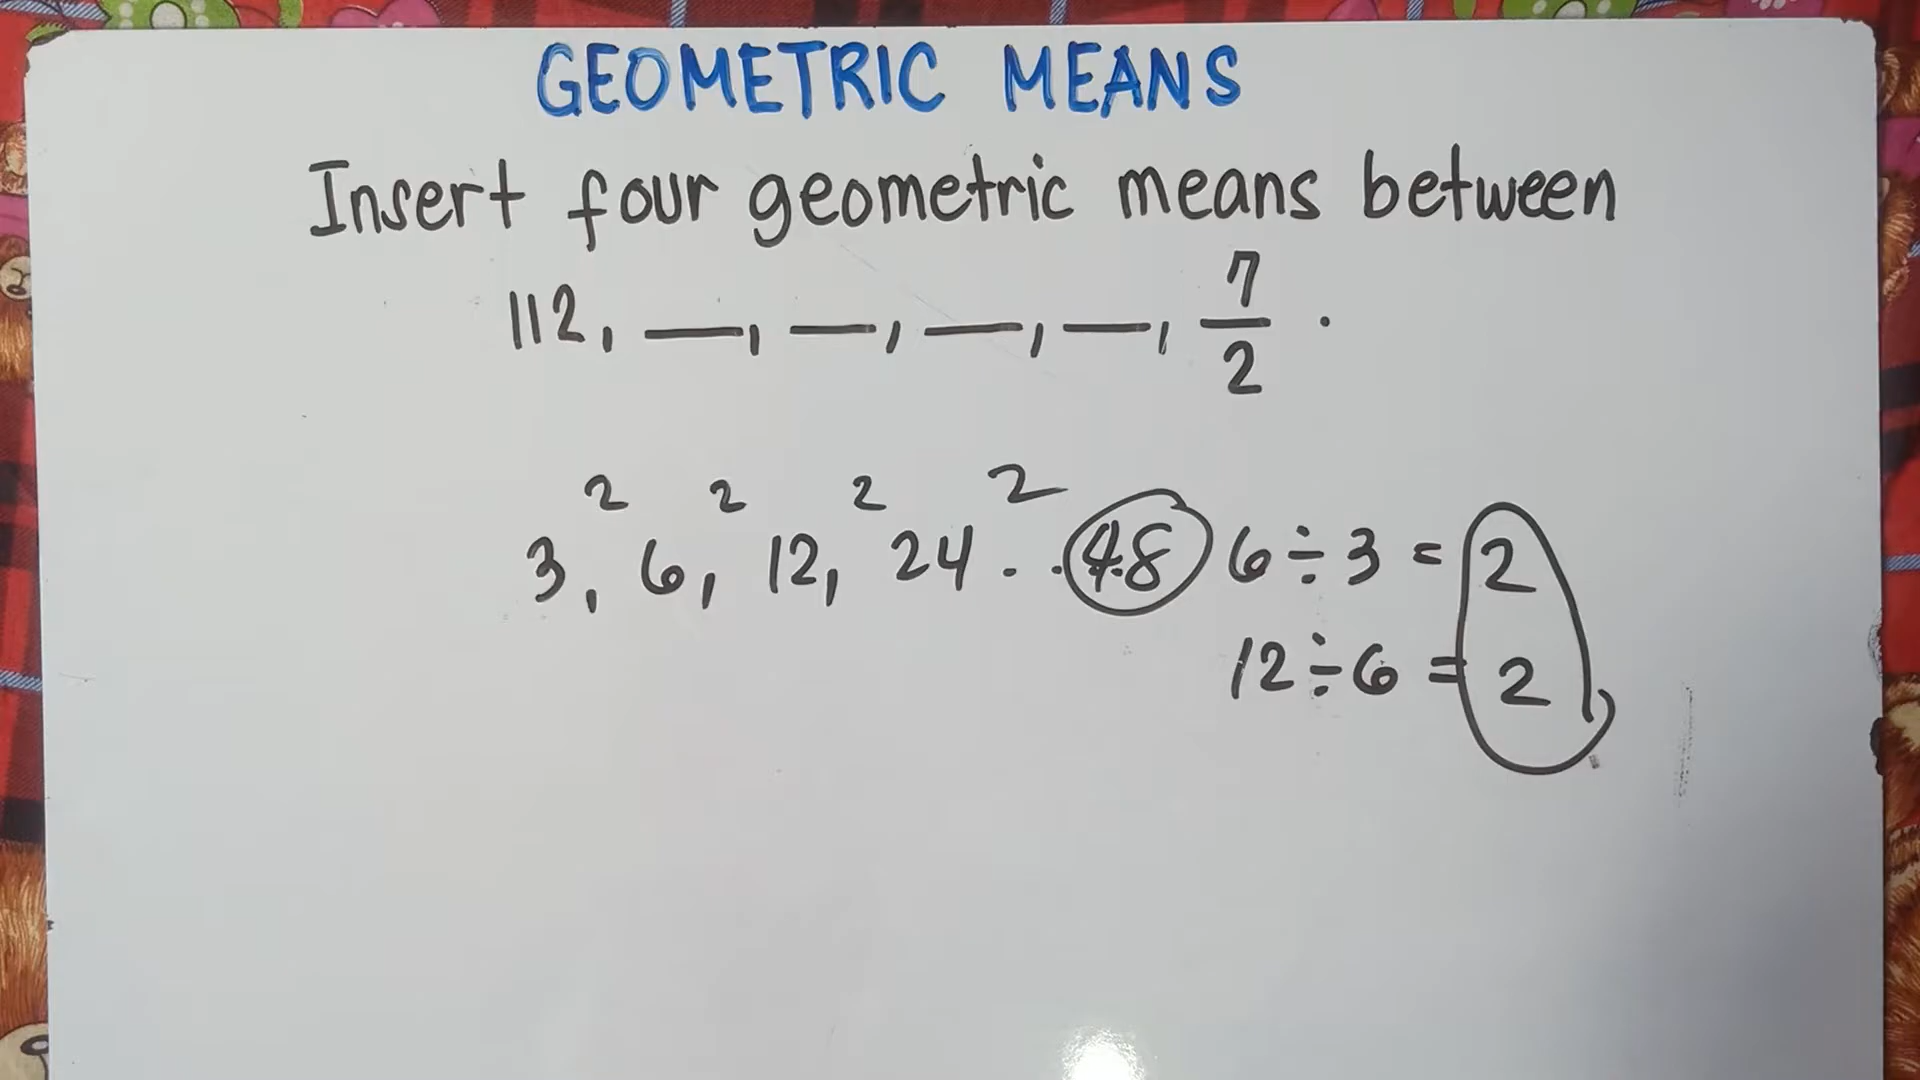 GEOMETRIC MEANS
Insert four geometric means between
112, __, __, __, __, 7/2 .
2 2 2 2
3, 6, 12, 24 . . 48 6 ÷ 3 = 2
12 ÷ 6 = 2